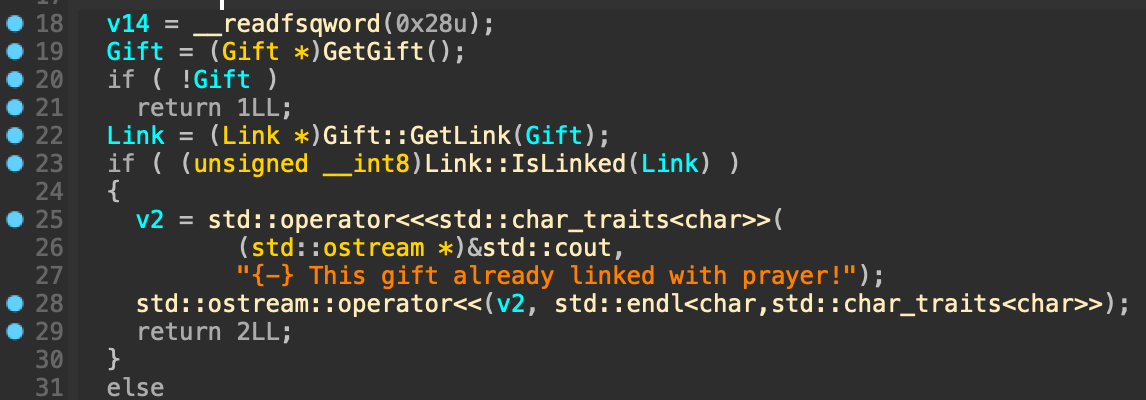 18 v14 = __readfsqword(0x28u);
19 Gift = (Gift *)GetGift();
20 if ( !Gift )
21 return 1LL;
22 Link = (Link *)Gift::GetLink(Gift);
23 if ( (unsigned __int8)Link::IsLinked(Link) )
24 {
25 v2 = std::operator<<<std::char_traits<char>>(
26 (std::ostream *)&std::cout,
27 "{-} This gift already linked with prayer!");
28 std::ostream::operator<<(v2, std::endl<char,std::char_traits<char>>);
29 return 2LL;
30 }
31 else